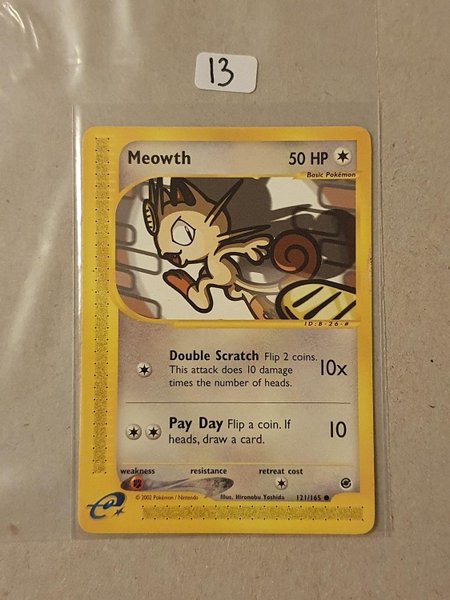 13
Meowth 50 HP
Basic Pokémon
ID:B-26-#
Double Scratch Flip 2 coins.
This attack does 10 damage 10x
times the number of heads.
Pay Day Flip a coin. If 10
heads, draw a card.
weakness resistance retreat cost
© 2002 Pokémon / Nintendo Illus. Hironobu Yoshida 121/165
e